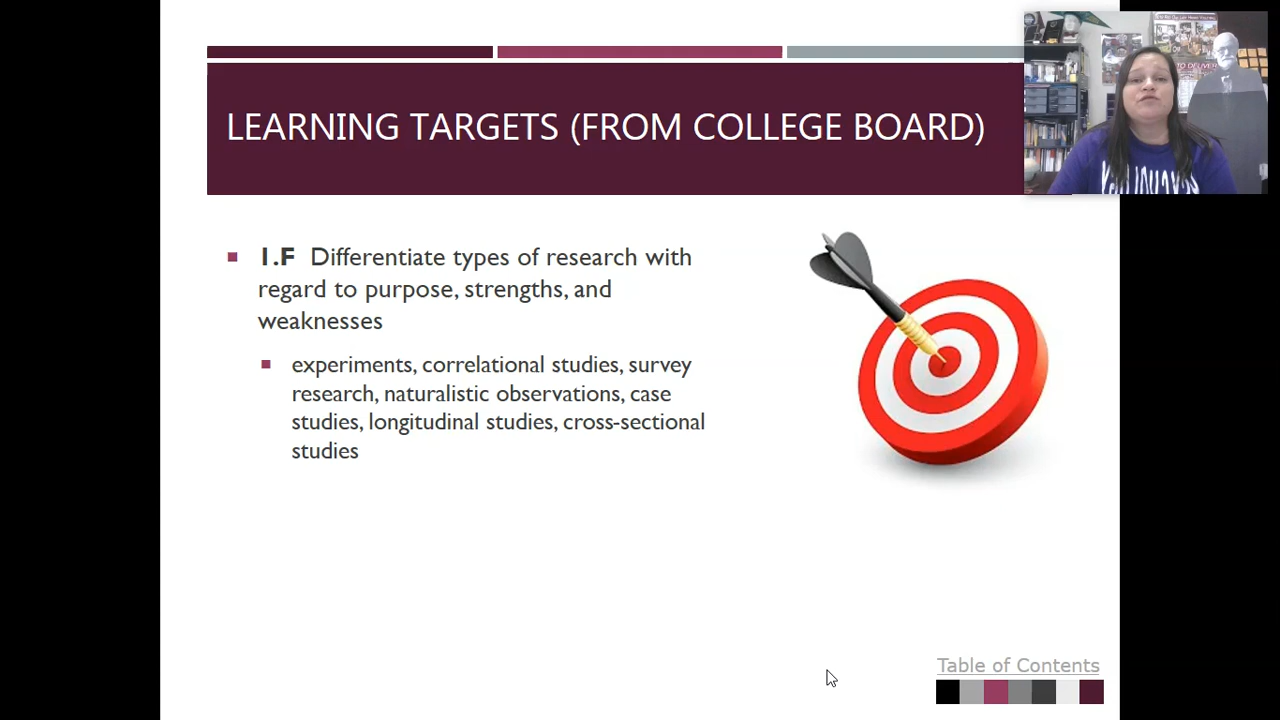 LEARNING TARGETS (FROM COLLEGE BOARD)
1.F Differentiate types of research with
regard to purpose, strengths, and
weaknesses
experiments, correlational studies, survey
research, naturalistic observations, case
studies, longitudinal studies, cross-sectional
studies
Table of Contents